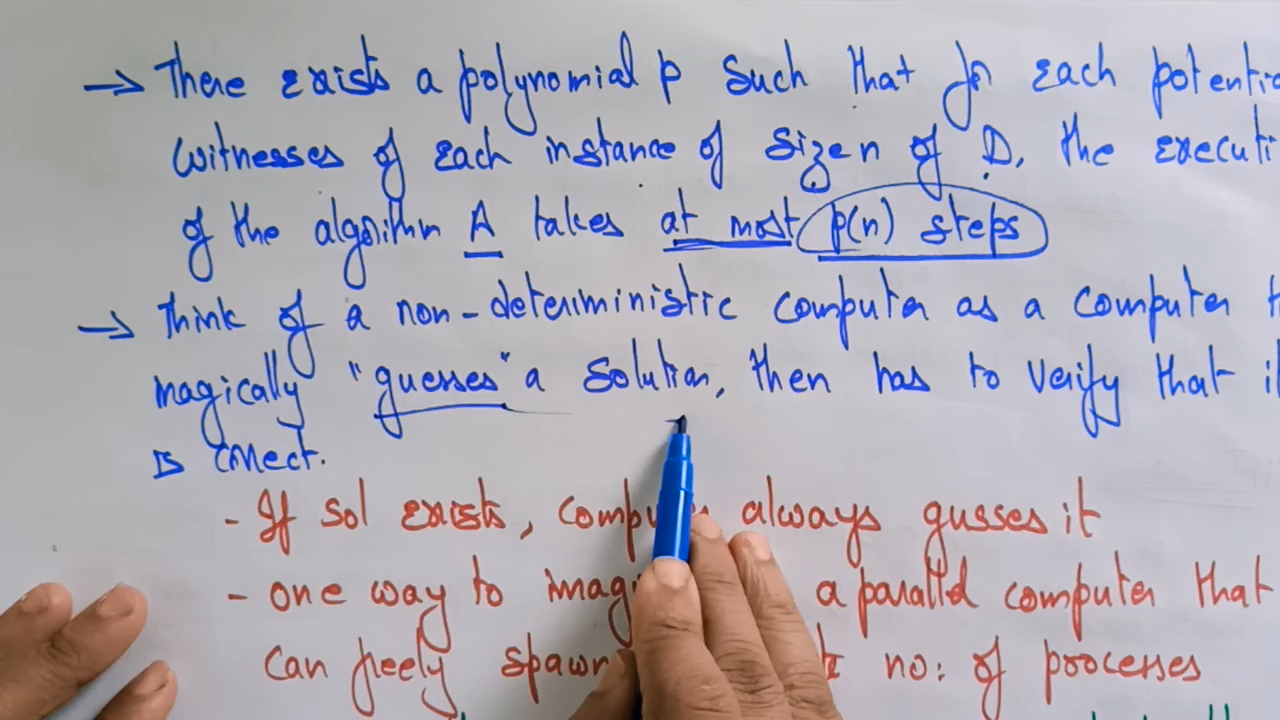 → There exists a polynomial p such that for each potentia
witnesses of each instance of size n of D, the executi
of the algorithm A takes at most p(n) steps
→ Think of a non-deterministic computer as a computer t
magically "guesses" a solution, then has to verify that it
is correct.
- If sol exists, compu always gusses it
- one way to imag a parallel computer that
can freely spawn no: of processes